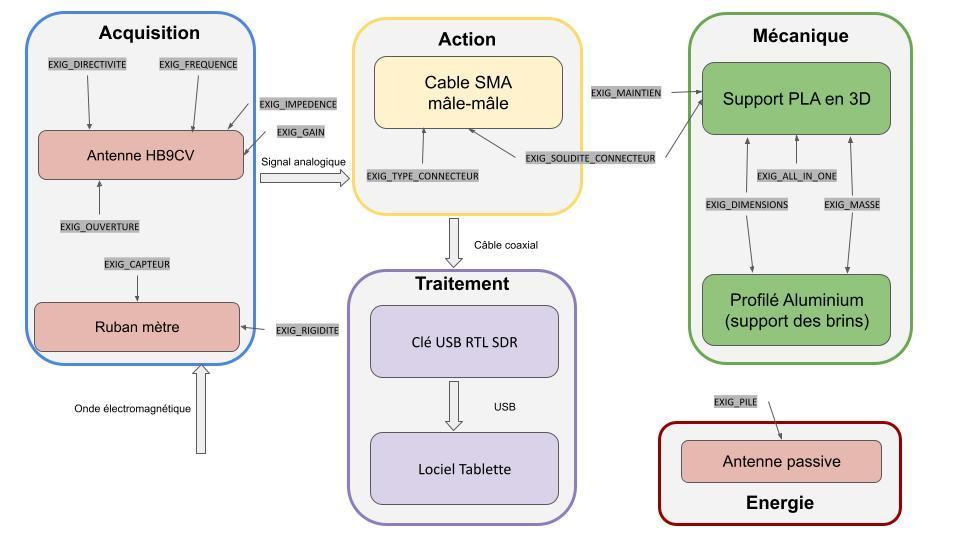 Acquisition
EXIG_DIRECTIVITE
EXIG_FREQUENCE
EXIG_IMPEDENCE
EXIG_GAIN
Antenne HB9CV
EXIG_OUVERTURE
EXIG_CAPTEUR
Ruban mètre
EXIG_RIGIDITE
Onde électromagnétique
Signal analogique
Action
Cable SMA
mâle-mâle
EXIG_TYPE_CONNECTEUR
EXIG_SOLIDITE_CONNECTEUR
Câble coaxial
Traitement
Clé USB RTL SDR
USB
Lociel Tablette
Mécanique
EXIG_MAINTIEN
Support PLA en 3D
EXIG_ALL_IN_ONE
EXIG_DIMENSIONS
EXIG_MASSE
Profilé Aluminium
(support des brins)
EXIG_PILE
Antenne passive
Energie